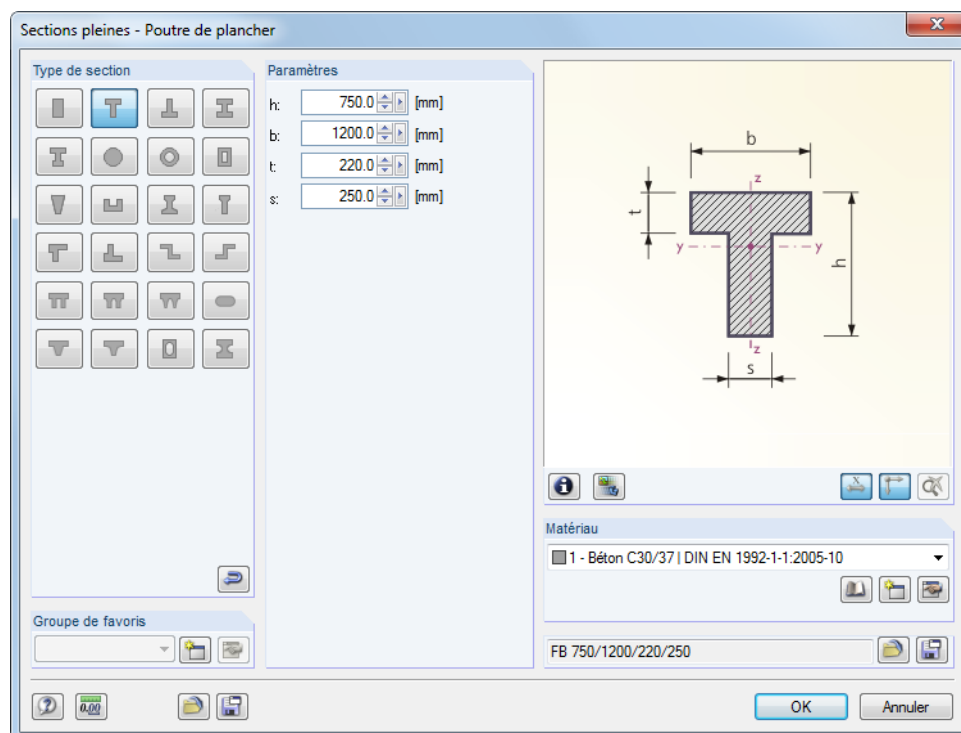 Sections pleines - Poutre de plancher
Type de section
Paramètres
h: 750.0 [mm]
b: 1200.0 [mm]
t: 220.0 [mm]
s: 250.0 [mm]
b
z
t
y
y
h
z
s
i
X
Matériau
1 - Béton C30/37 | DIN EN 1992-1-1:2005-10
Groupe de favoris
FB 750/1200/220/250
0.00
OK
Annuler